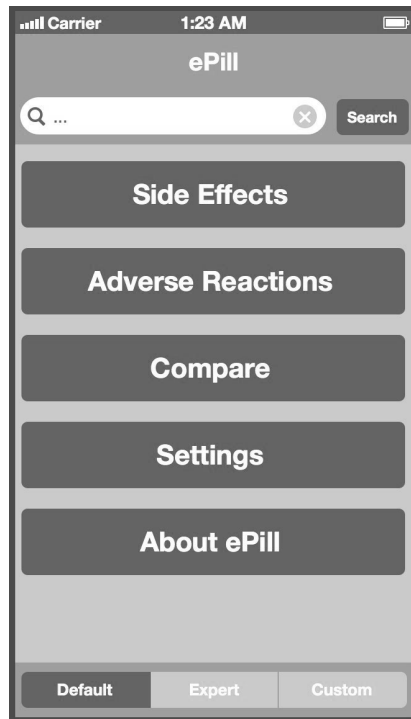 Carrier 1:23 AM
ePill
... Search
Side Effects
Adverse Reactions
Compare
Settings
About ePill
Default Expert Custom